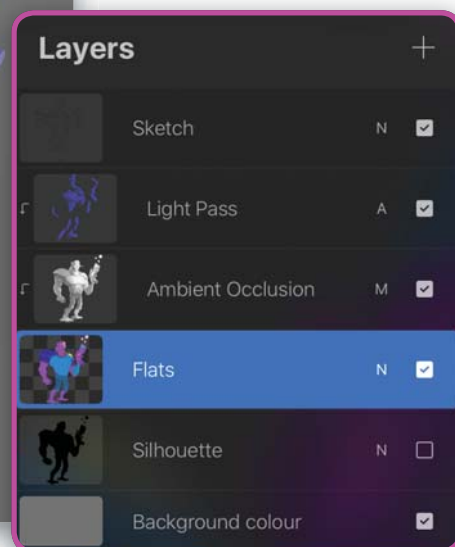 Layers
Sketch N
Light Pass A
Ambient Occlusion M
Flats N
Silhouette N
Background colour